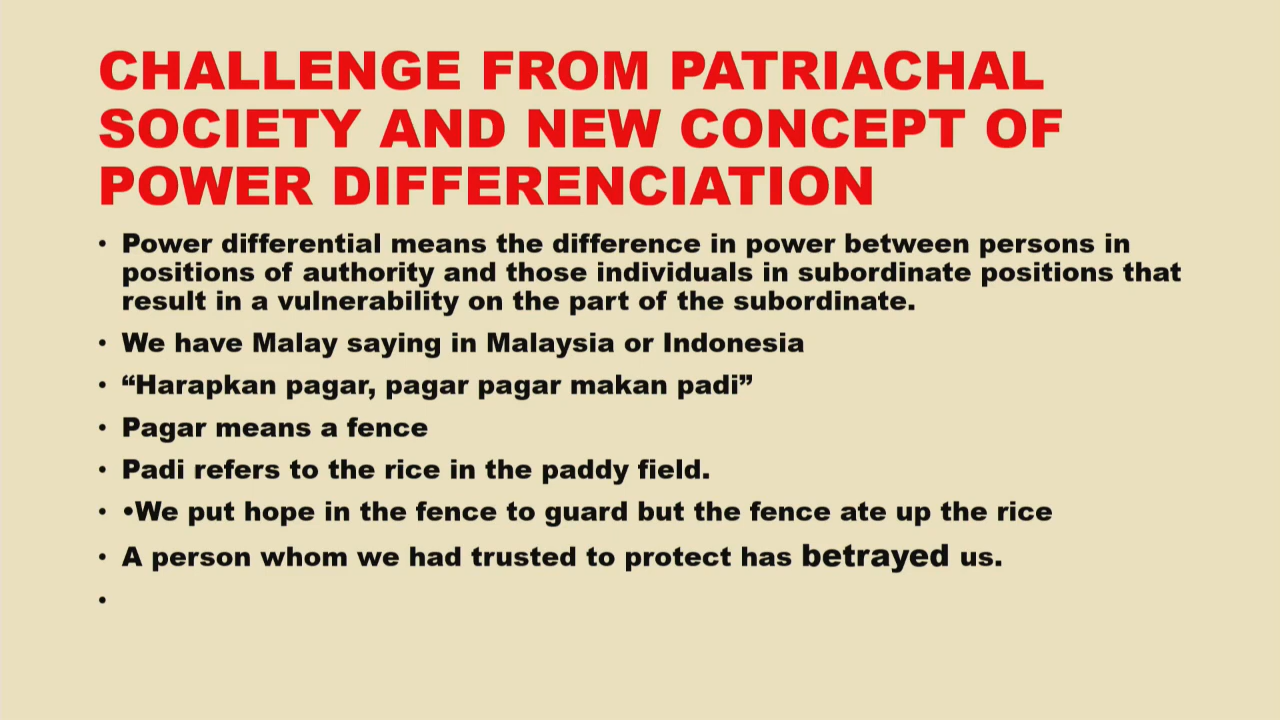 CHALLENGE FROM PATRIACHAL
SOCIETY AND NEW CONCEPT OF
POWER DIFFERENCIATION
• Power differential means the difference in power between persons in
positions of authority and those individuals in subordinate positions that
result in a vulnerability on the part of the subordinate.
• We have Malay saying in Malaysia or Indonesia
• “Harapkan pagar, pagar pagar makan padi”
• Pagar means a fence
• Padi refers to the rice in the paddy field.
• •We put hope in the fence to guard but the fence ate up the rice
• A person whom we had trusted to protect has betrayed us.
•